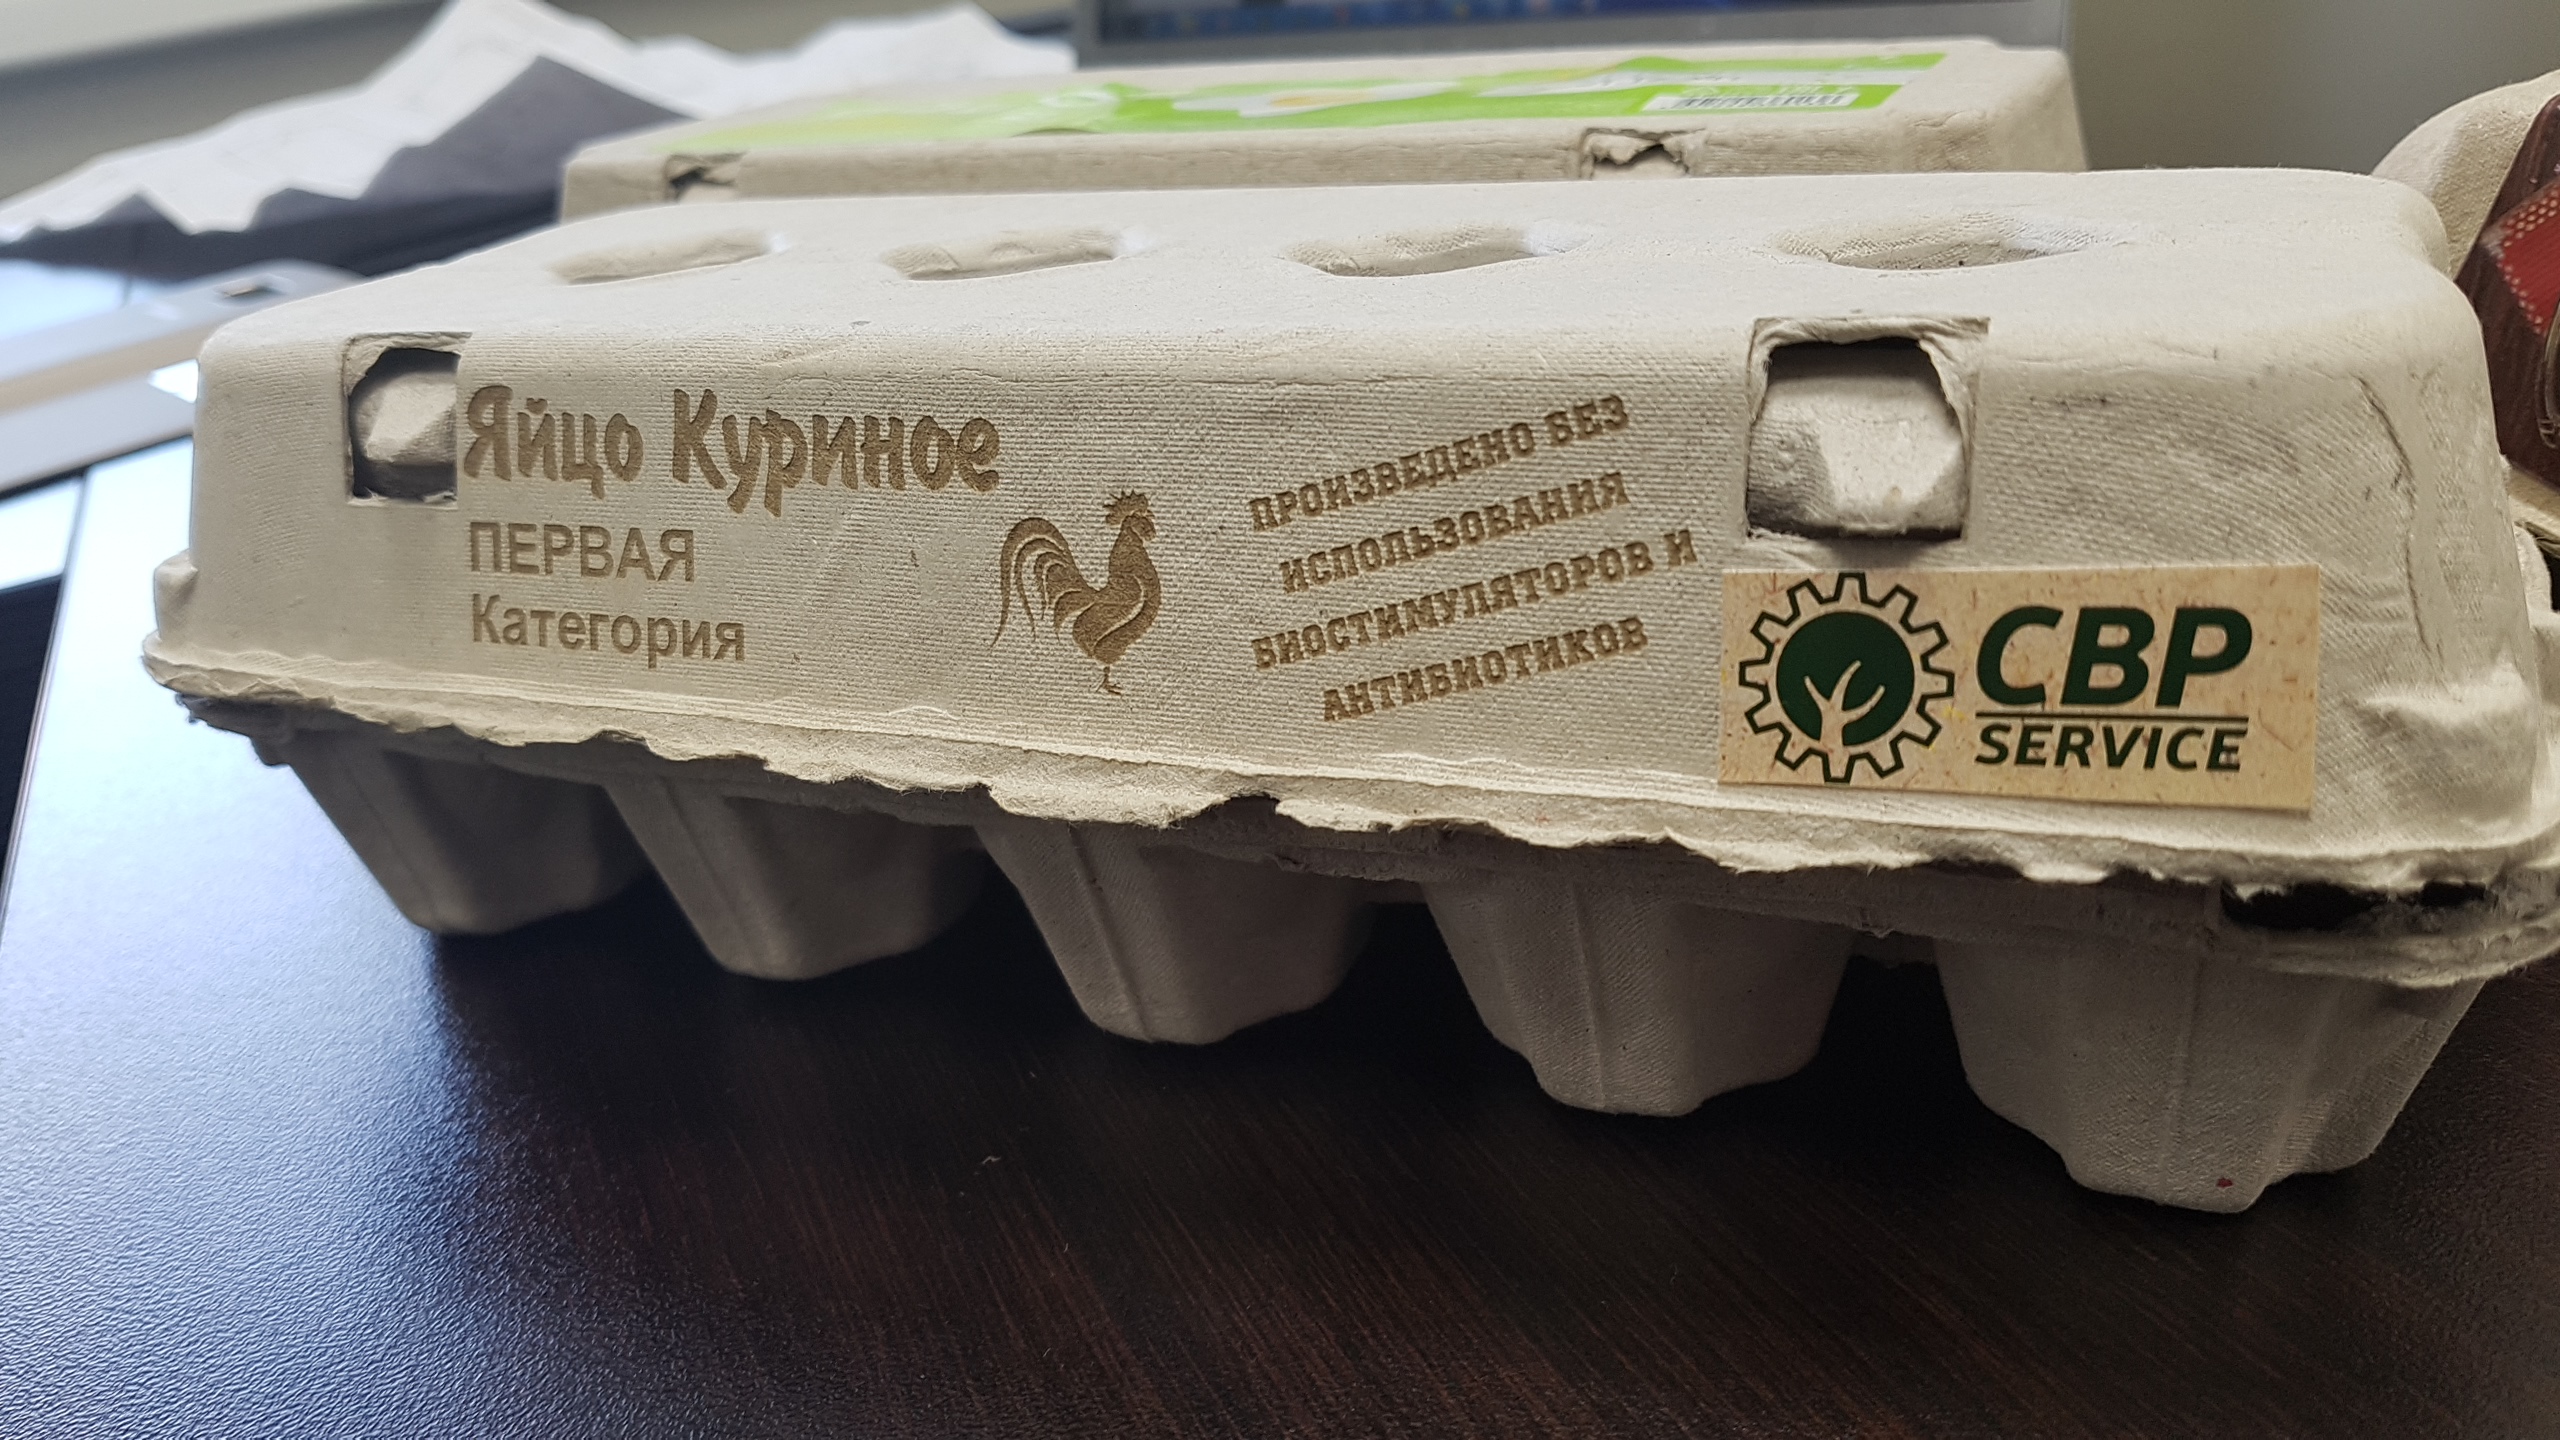 Яйцо Куриное
ПЕРВАЯ
Категория
ПРОИЗВЕДЕНО БЕЗ
ИСПОЛЬЗОВАНИЯ
БИОСТИМУЛЯТОРОВ И
АНТИБИОТИКОВ
CBP
SERVICE